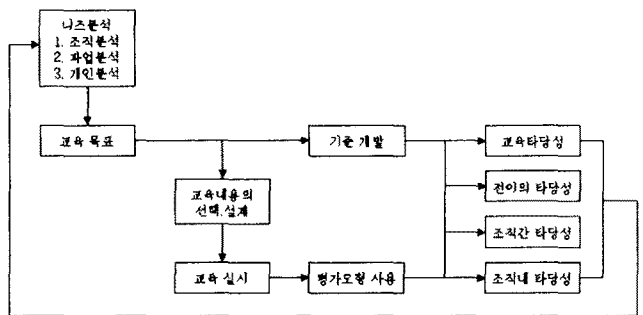 니즈분석
1. 조직분석
2. 과업분석
3. 개인분석
교육 목표
기준 개발
교육타당성
전이의 타당성
교육내용의
선택.설계
조직간 타당성
교육 실시
평가모형 사용
조직내 타당성